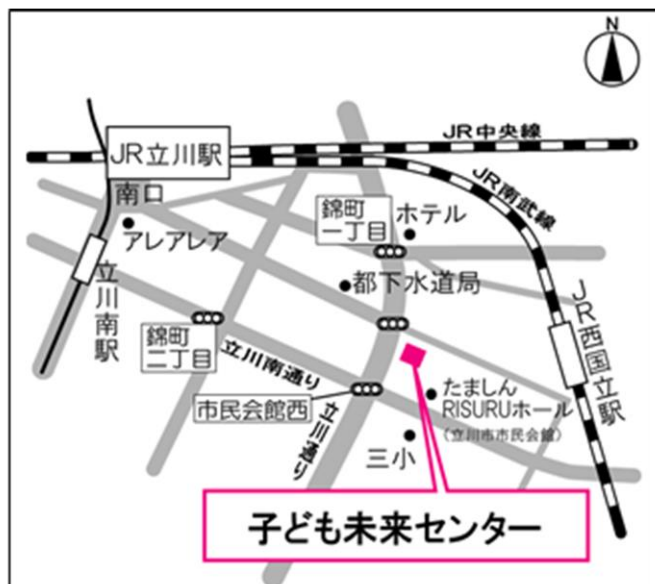 N
JR中央線
JR立川駅
JR南武線
南口
錦町
一丁目
ホテル
アレアレア
都下水道局
立川南駅
JR西国立駅
錦町
二丁目
立川南通り
たましん
RISURUホール
(立川市市民会館)
市民会館西
立川通り
三小
子ども未来センター